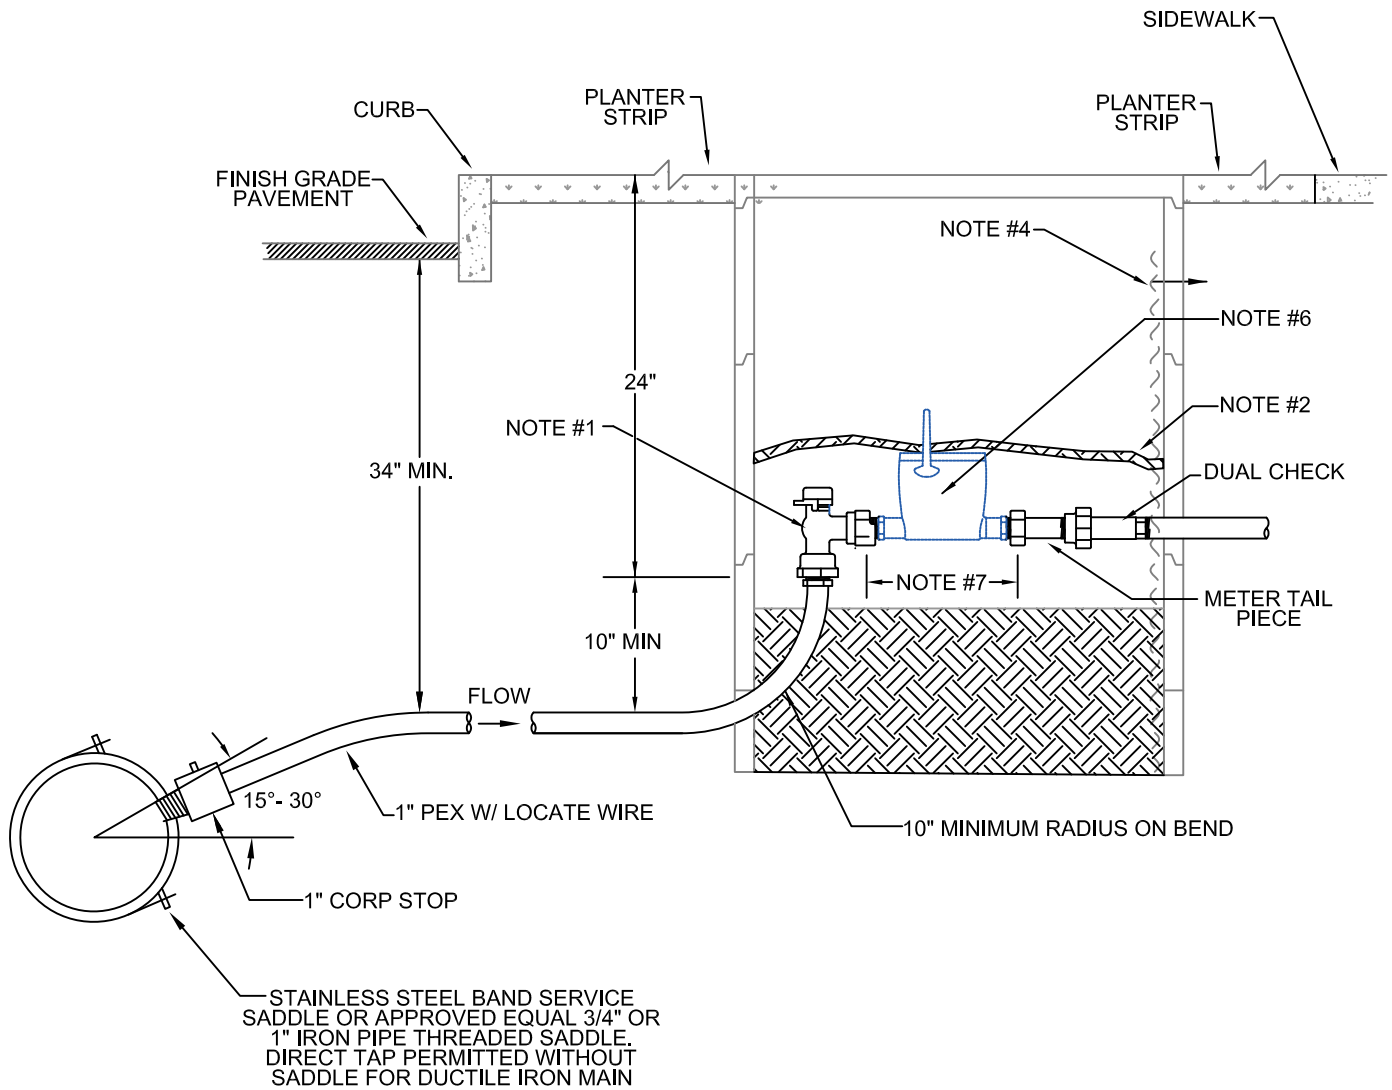 SIDEWALK
PLANTER
STRIP
PLANTER
STRIP
CURB
FINISH GRADE
PAVEMENT
NOTE #4
NOTE #6
24"
NOTE #2
NOTE #1
34" MIN.
DUAL CHECK
NOTE #7
METER TAIL
PIECE
10" MIN
FLOW
15°- 30°
1" PEX W/ LOCATE WIRE
10" MINIMUM RADIUS ON BEND
1" CORP STOP
STAINLESS STEEL BAND SERVICE
SADDLE OR APPROVED EQUAL 3/4" OR
1" IRON PIPE THREADED SADDLE.
DIRECT TAP PERMITTED WITHOUT
SADDLE FOR DUCTILE IRON MAIN